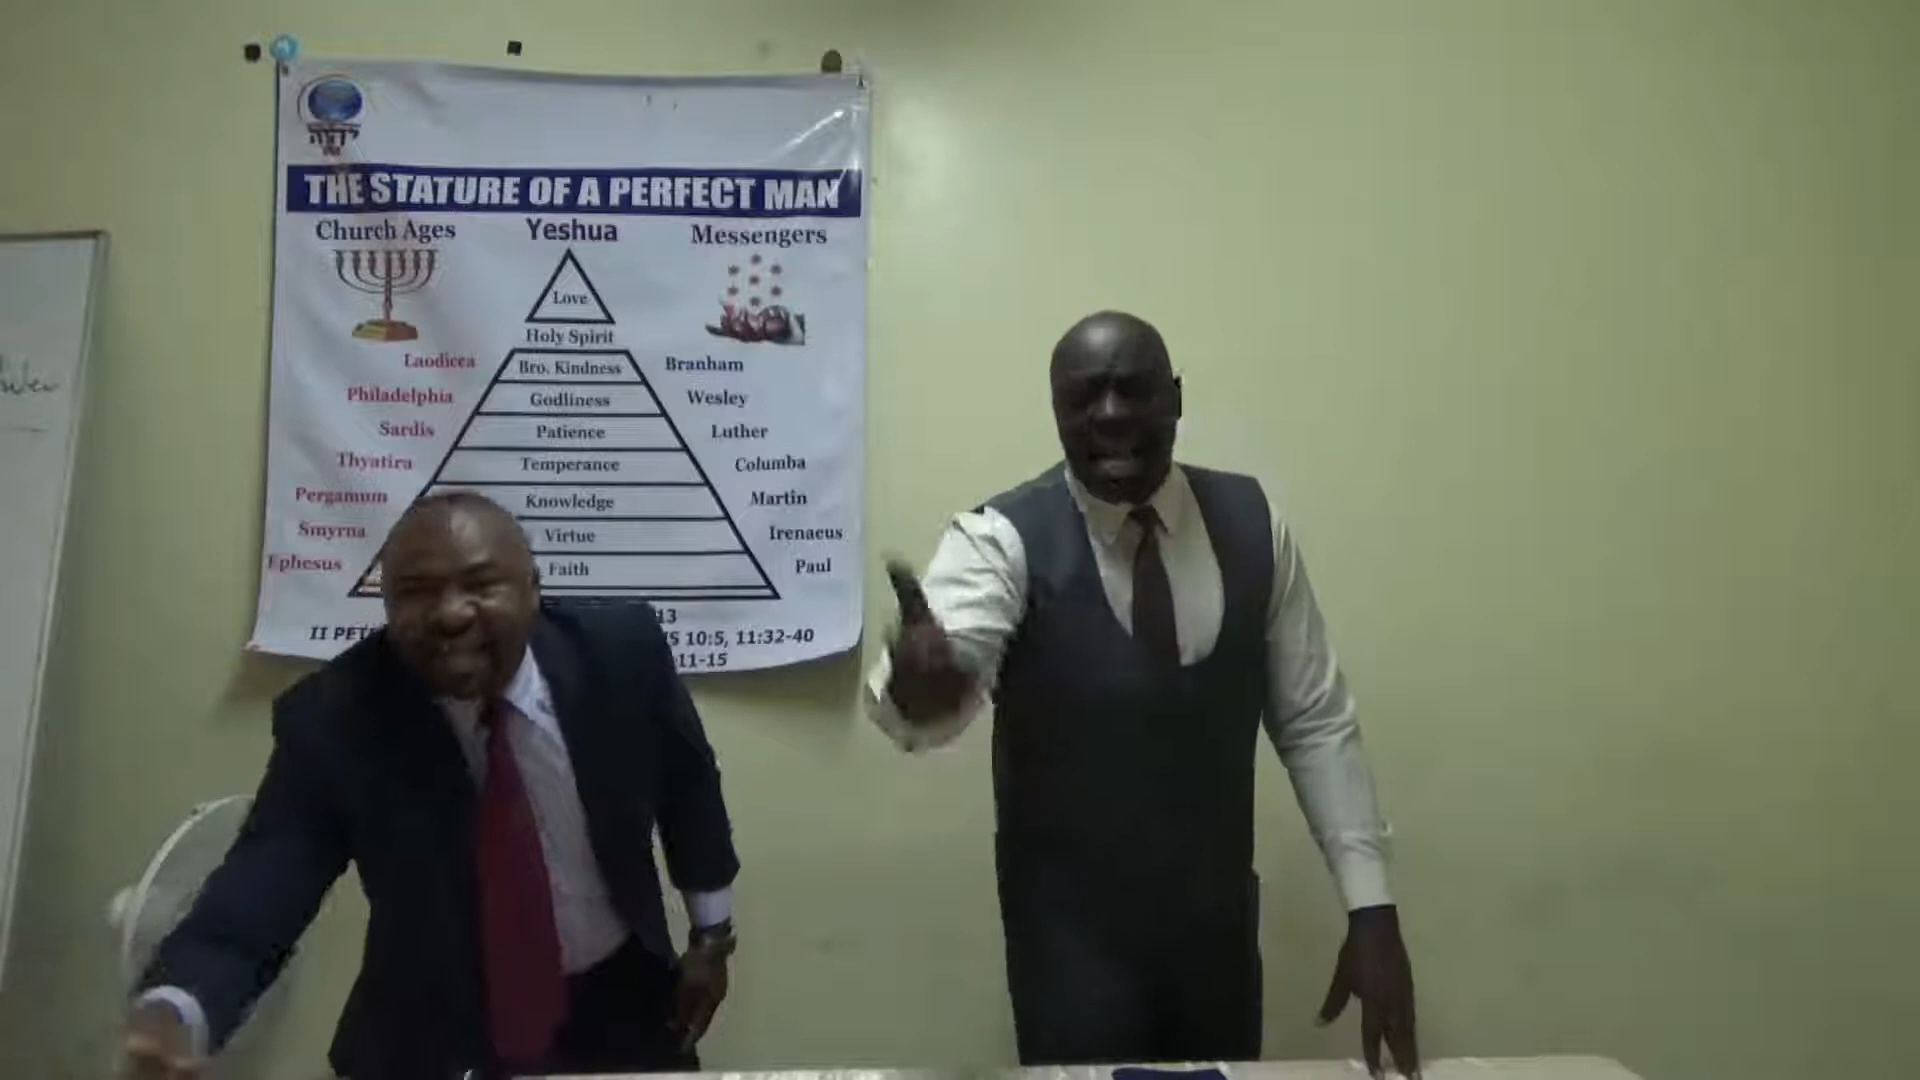 יהוה
THE STATURE OF A PERFECT MAN
Church Ages Yeshua Messengers
Love
Holy Spirit
Laodicea Bro. Kindness Branham
Philadelphia Godliness Wesley
Sardis Patience Luther
Thyatira Temperance Columba
Pergamum Knowledge Martin
Smyrna Virtue Irenaeus
Ephesus Faith Paul
13
II 10:5, 11:32-40
11-15